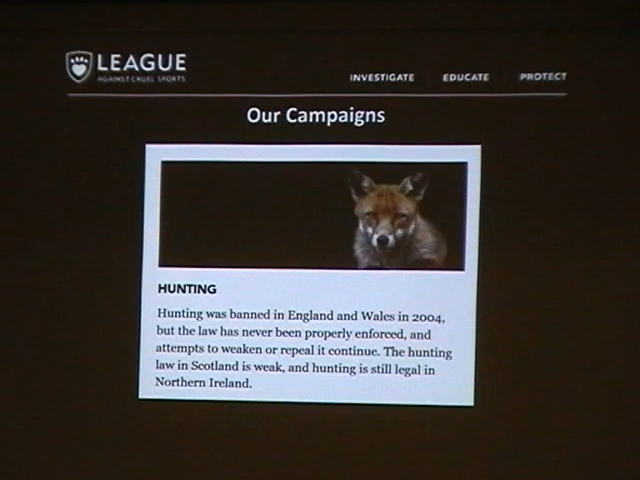 LEAGUE
AGAINST CRUEL SPORTS
INVESTIGATE EDUCATE PROTECT
Our Campaigns
HUNTING
Hunting was banned in England and Wales in 2004,
but the law has never been properly enforced, and
attempts to weaken or repeal it continue. The hunting
law in Scotland is weak, and hunting is still legal in
Northern Ireland.